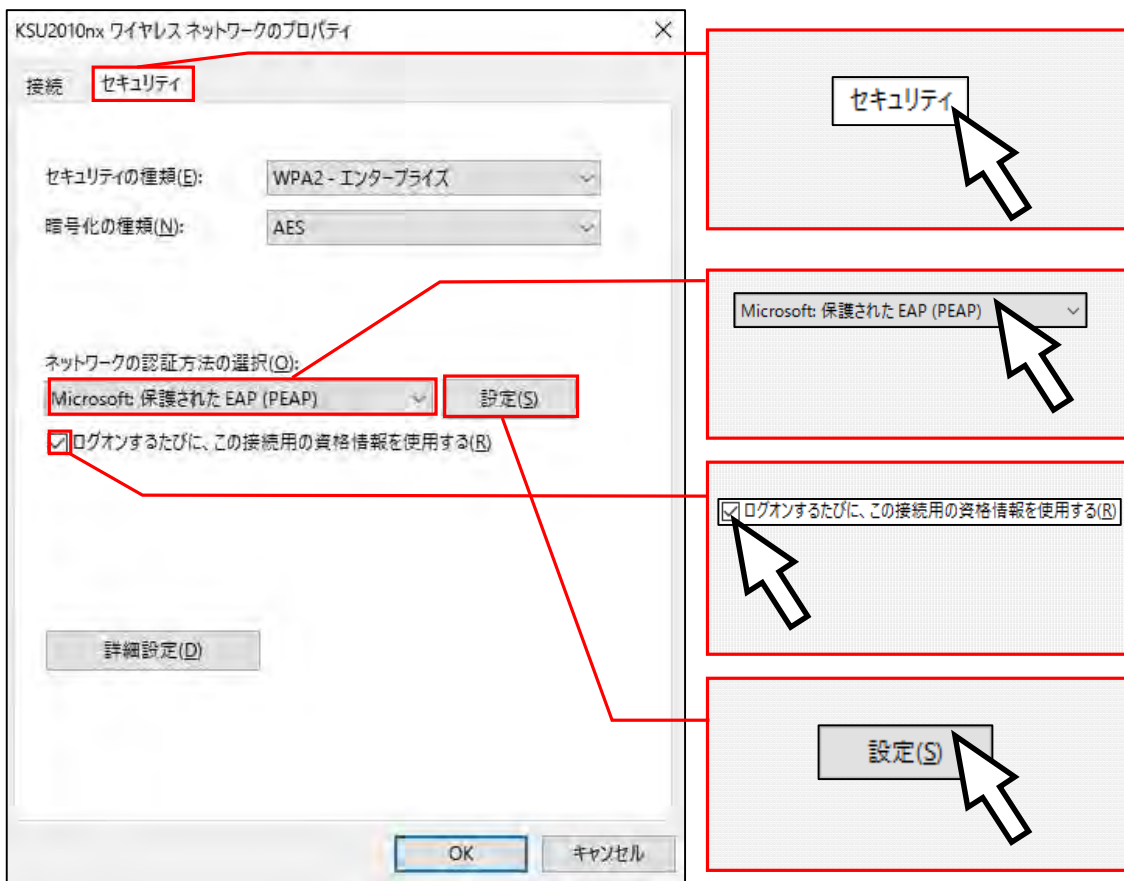 KSU2010nx ワイヤレス ネットワークのプロパティ
接続
セキュリティ
セキュリティの種類(E):
WPA2 - エンタープライズ
暗号化の種類(N):
AES
ネットワークの認証方法の選択(O):
Microsoft: 保護された EAP (PEAP)
設定(S)
ログオンするたびに、この接続用の資格情報を使用する(R)
詳細設定(D)
OK
キャンセル
セキュリティ
Microsoft: 保護された EAP (PEAP)
ログオンするたびに、この接続用の資格情報を使用する(R)
設定(S)